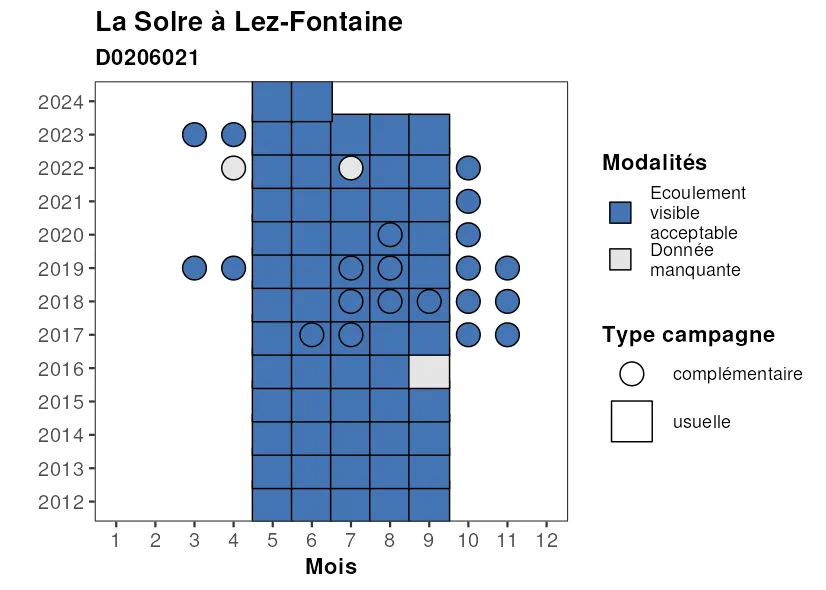 La Solre à Lez-Fontaine
D0206021
2024
2023
2022
2021
2020
2019
2018
2017
2016
2015
2014
2013
2012
1 2 3 4 5 6 7 8 9 10 11 12
Mois
Modalités
Ecoulement
visible
acceptable
Donnée
manquante
Type campagne
complémentaire
usuelle